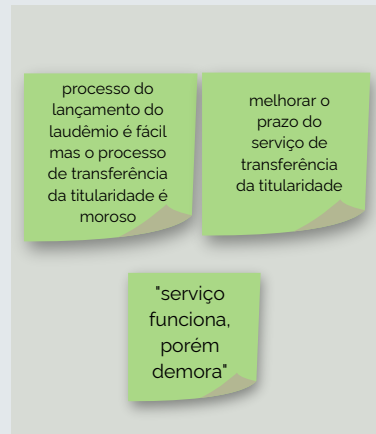 processo do
lançamento do
laudêmio é fácil
mas o processo
de transferência
da titularidade é
moroso
melhorar o
prazo do
serviço de
transferência
da titularidade
"serviço
funciona,
porém
demora"